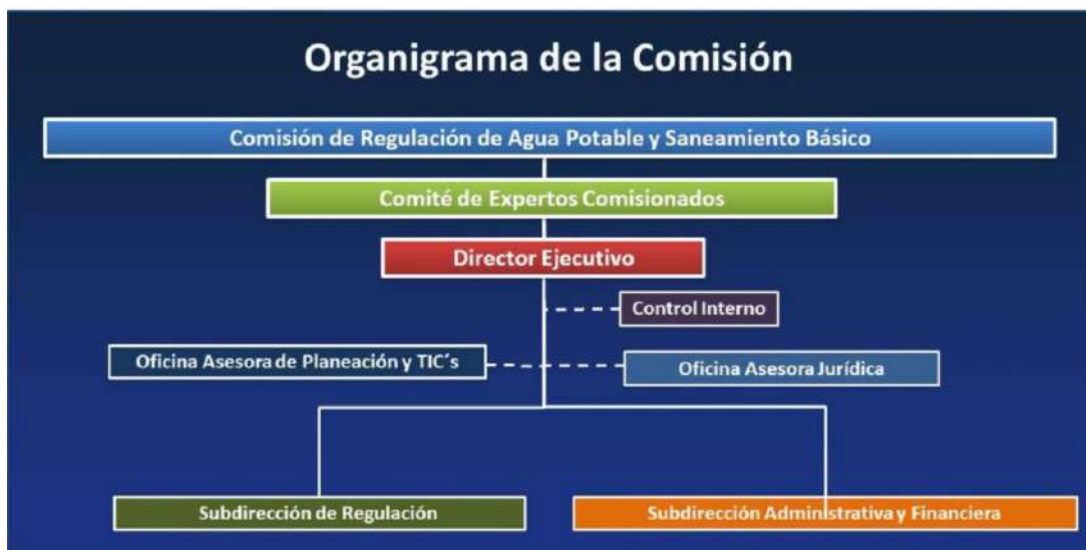 Organigrama de la Comisión
Comisión de Regulación de Agua Potable y Saneamiento Básico
Comité de Expertos Comisionados
Director Ejecutivo
Control Interno
Oficina Asesora de Planeación y TIC´s
Oficina Asesora Jurídica
Subdirección de Regulación
Subdirección Administrativa y Financiera